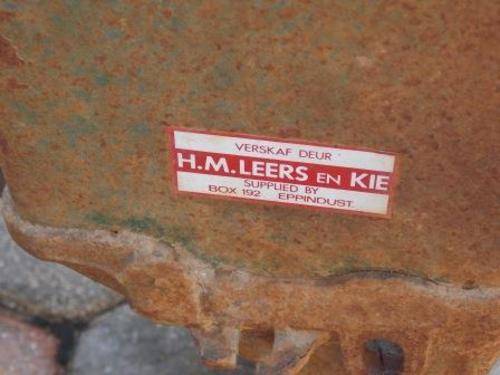 VERSKAF DEUR
H.M. LEERS EN KIE
SUPPLIED BY
BOX 192 EPPINDUST.